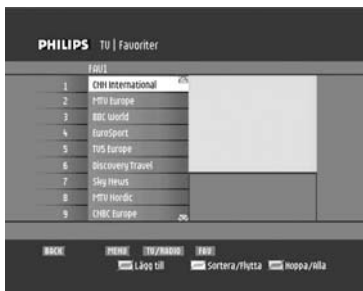 PHILIPS TV | Favoriter
FAV1
1 CNN International
2 MTV Europe
3 BBC World
4 EuroSport
5 TV5 Europe
6 Discovery Travel
7 Sky News
8 MTV Nordic
9 CNBC Europe
BACK MENU TV/RADIO FAV
Lägg till Sortera/Flytta Hoppa/Alla